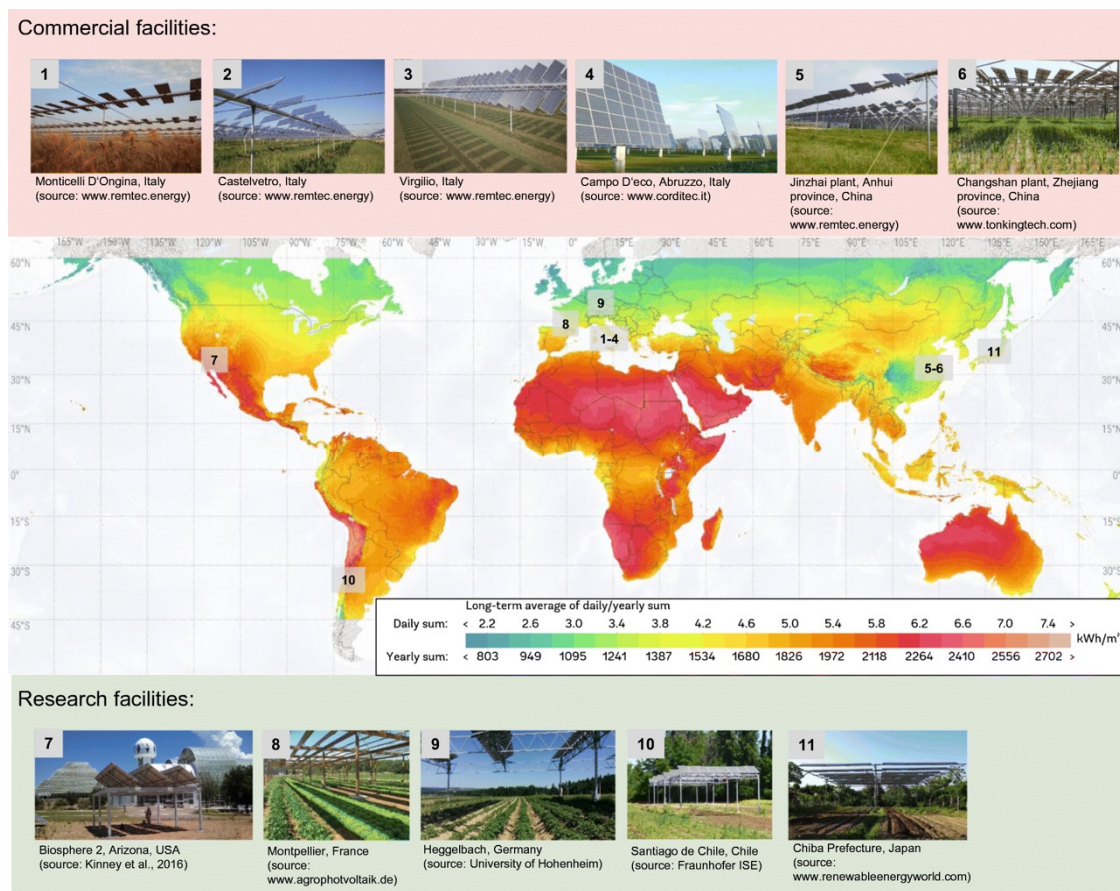 Commercial facilities:
1
2
3
4
5
6
Monticelli D'Ongina, Italy
(source: www.remtec.energy)
Castelvetro, Italy
(source: www.remtec.energy)
Virgilio, Italy
(source: www.remtec.energy)
Campo D'eco, Abruzzo, Italy
(source: www.corditec.it)
Jinzhai plant, Anhui
province, China
(source:
www.remtec.energy)
Changshan plant, Zhejiang
province, China
(source:
www.tonkingtech.com)
165°W 150°W 135°W 120°W 105°W 90°W 75°W 60°W 45°W 30°W 15°W 0° 15°E 30°E 45°E 60°E 75°E 90°E 105°E 120°E 135°E 150°E 165°E
60°N 60°N
9
45°N 8 45°N
1-4
7 11
5-6
30°N 30°N
15°N 15°N
0° 0°
15°S 15°S
30°S 30°S
10
45°S
Long-term average of daily/yearly sum
Daily sum: < 2.2 2.6 3.0 3.4 3.8 4.2 4.6 5.0 5.4 5.8 6.2 6.6 7.0 7.4 >
kWh/m²
Yearly sum: < 803 949 1095 1241 1387 1534 1680 1826 1972 2118 2264 2410 2556 2702 >
Research facilities:
7
8
9
10
11
Biosphere 2, Arizona, USA
(source: Kinney et al., 2016)
Montpellier, France
(source:
www.agrophotvoltaik.de)
Heggelbach, Germany
(source: University of Hohenheim)
Santiago de Chile, Chile
(source: Fraunhofer ISE)
Chiba Prefecture, Japan
(source:
www.renewableenergyworld.com)